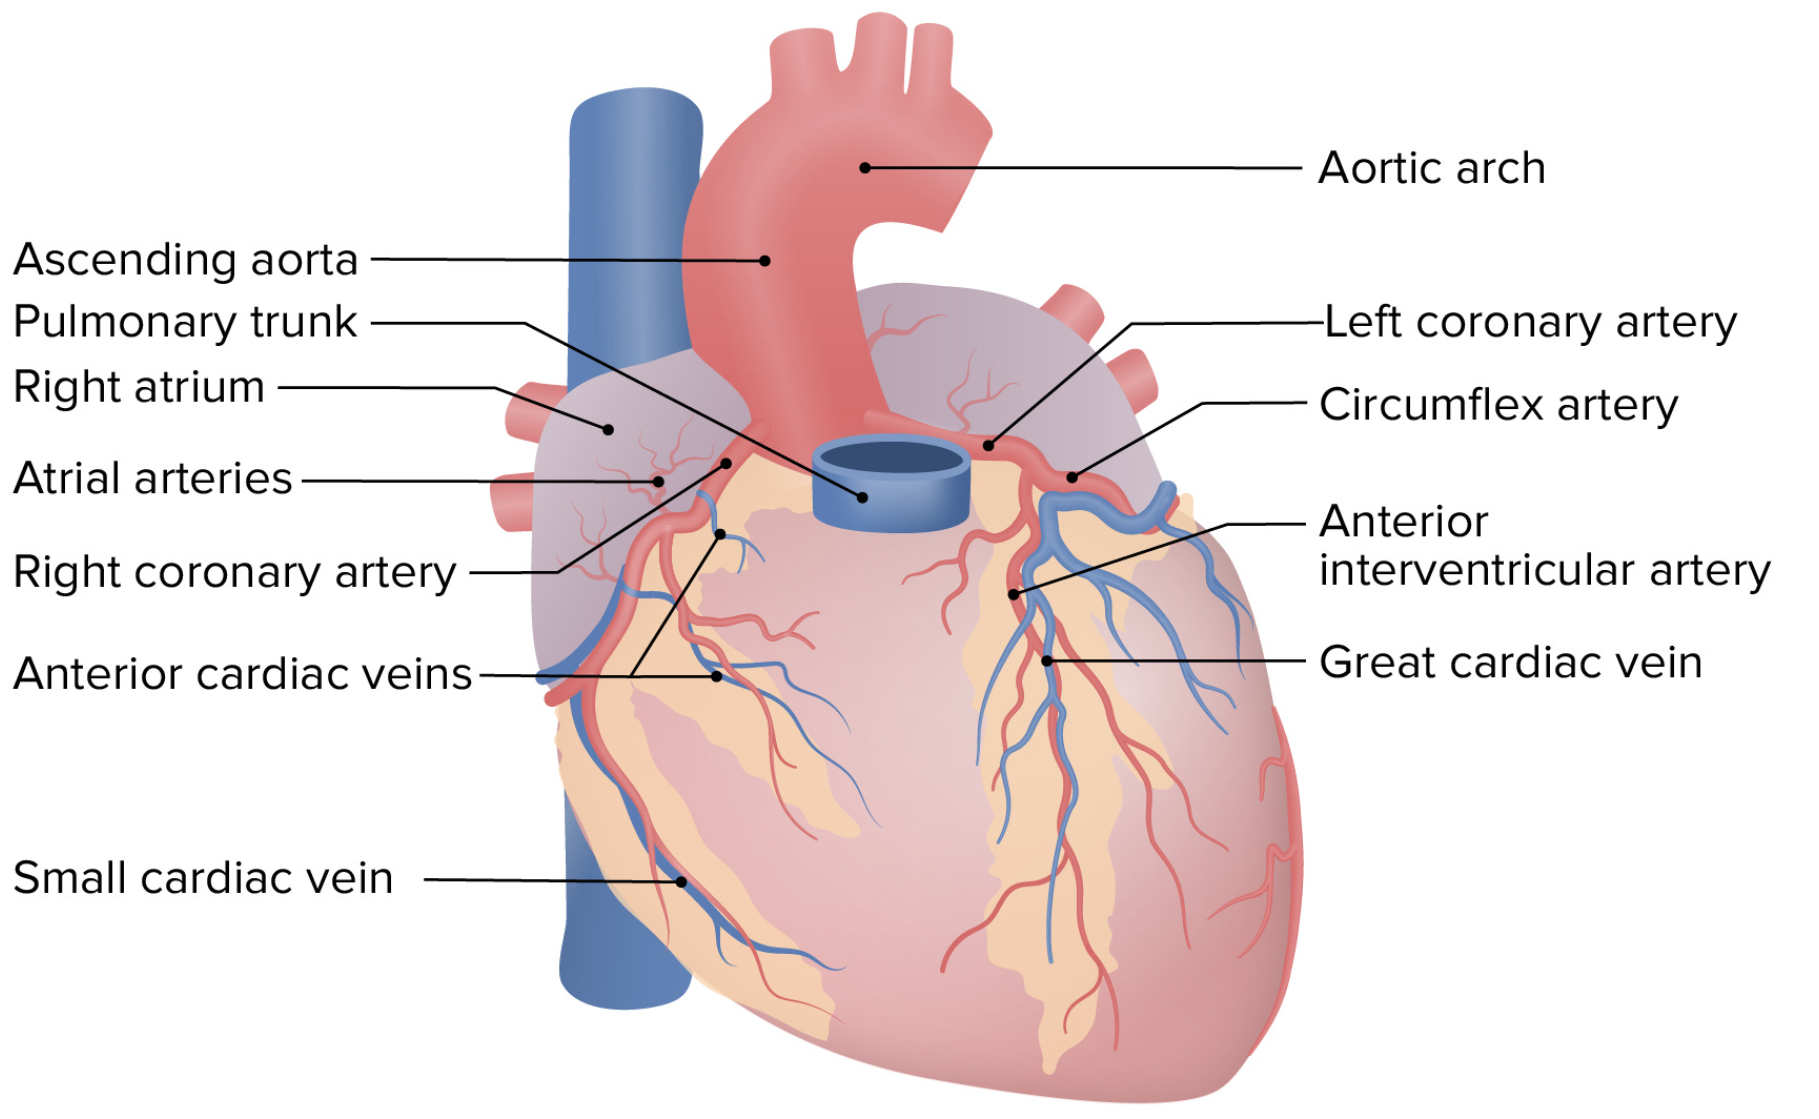 Ascending aorta
Pulmonary trunk
Right atrium
Atrial arteries
Right coronary artery
Anterior cardiac veins
Small cardiac vein
Aortic arch
Left coronary artery
Circumflex artery
Anterior
interventricular artery
Great cardiac vein